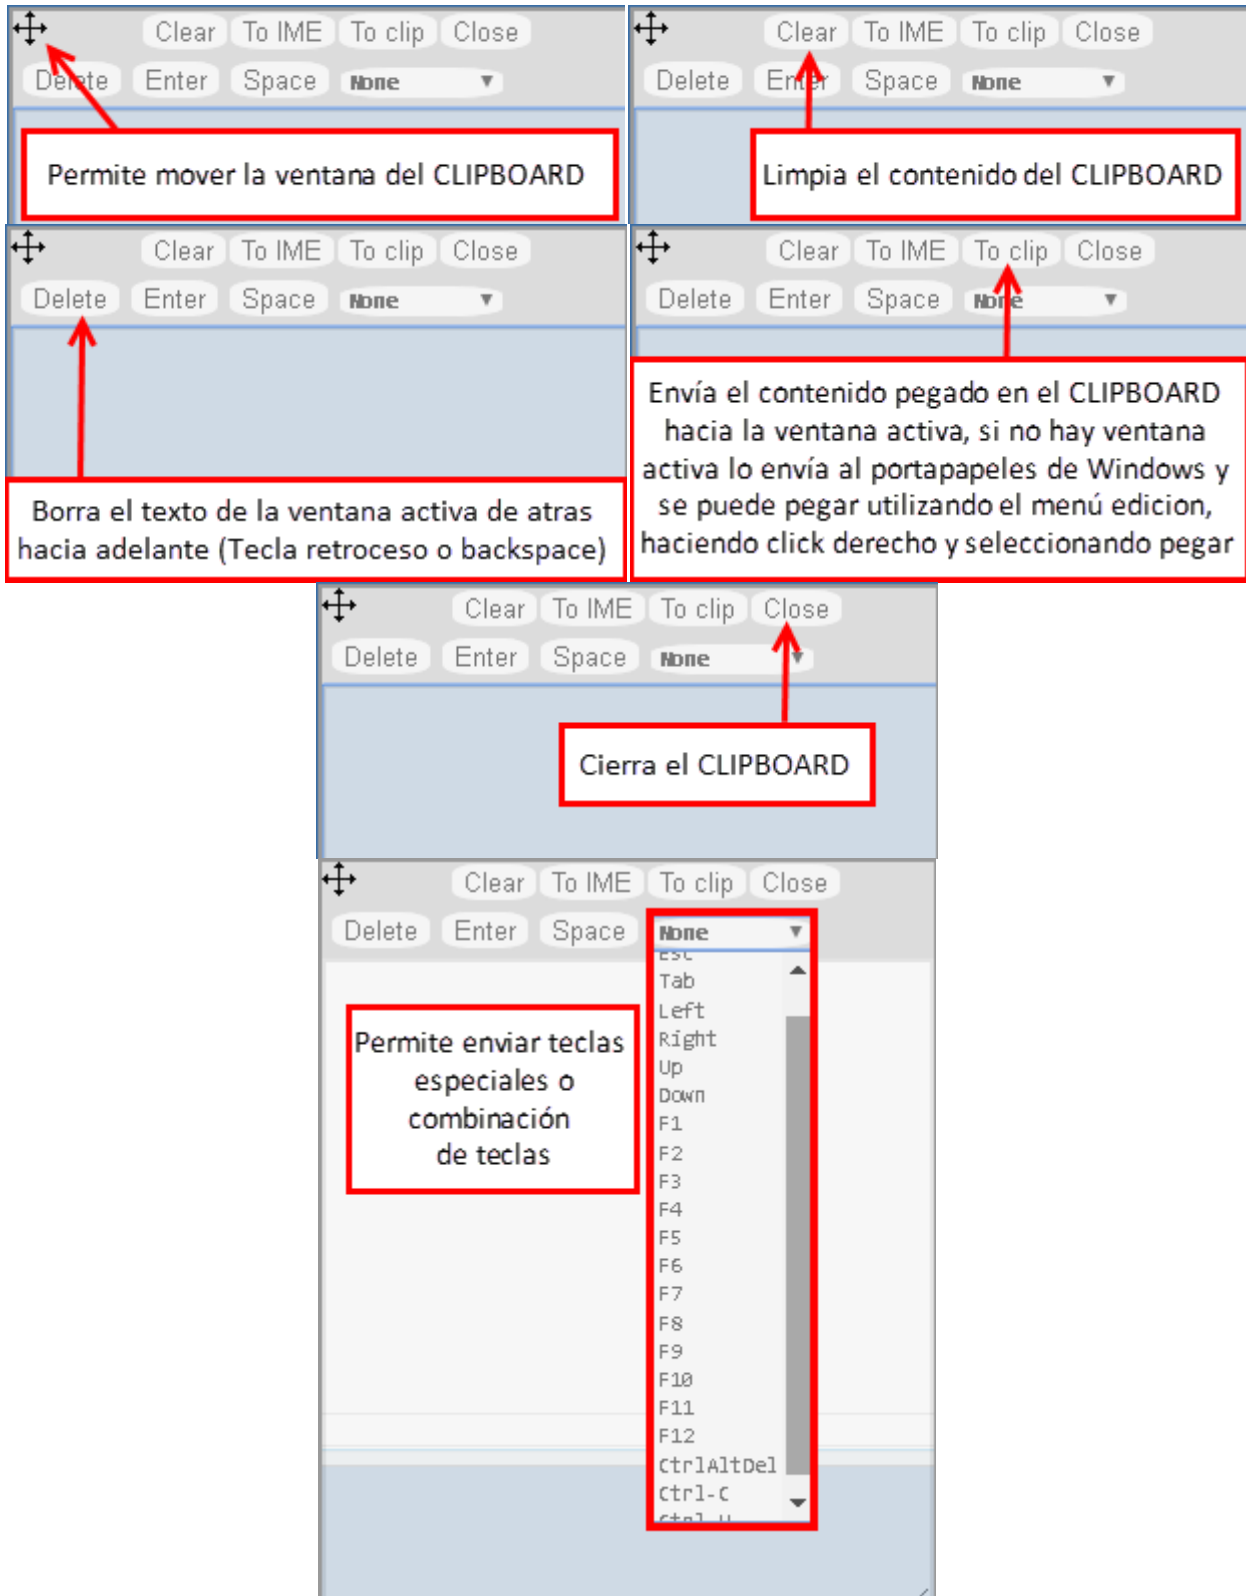 Clear To IME To clip Close
Delete Enter Space None
Permite mover la ventana del CLIPBOARD
Clear To IME To clip Close
Delete Enter Space None
Limpia el contenido del CLIPBOARD
Clear To IME To clip Close
Delete Enter Space None
Borra el texto de la ventana activa de atras
hacia adelante (Tecla retroceso o backspace)
Clear To IME To clip Close
Delete Enter Space None
Envía el contenido pegado en el CLIPBOARD
hacia la ventana activa, si no hay ventana
activa lo envía al portapapeles de Windows y
se puede pegar utilizando el menú edicion,
haciendo click derecho y seleccionando pegar
Clear To IME To clip Close
Delete Enter Space None
Cierra el CLIPBOARD
Clear To IME To clip Close
Delete Enter Space None
Permite enviar teclas
especiales o
combinación
de teclas
Esc
Tab
Left
Right
Up
Down
F1
F2
F3
F4
F5
F6
F7
F8
F9
F10
F11
F12
CtrlAltDel
Ctrl-C